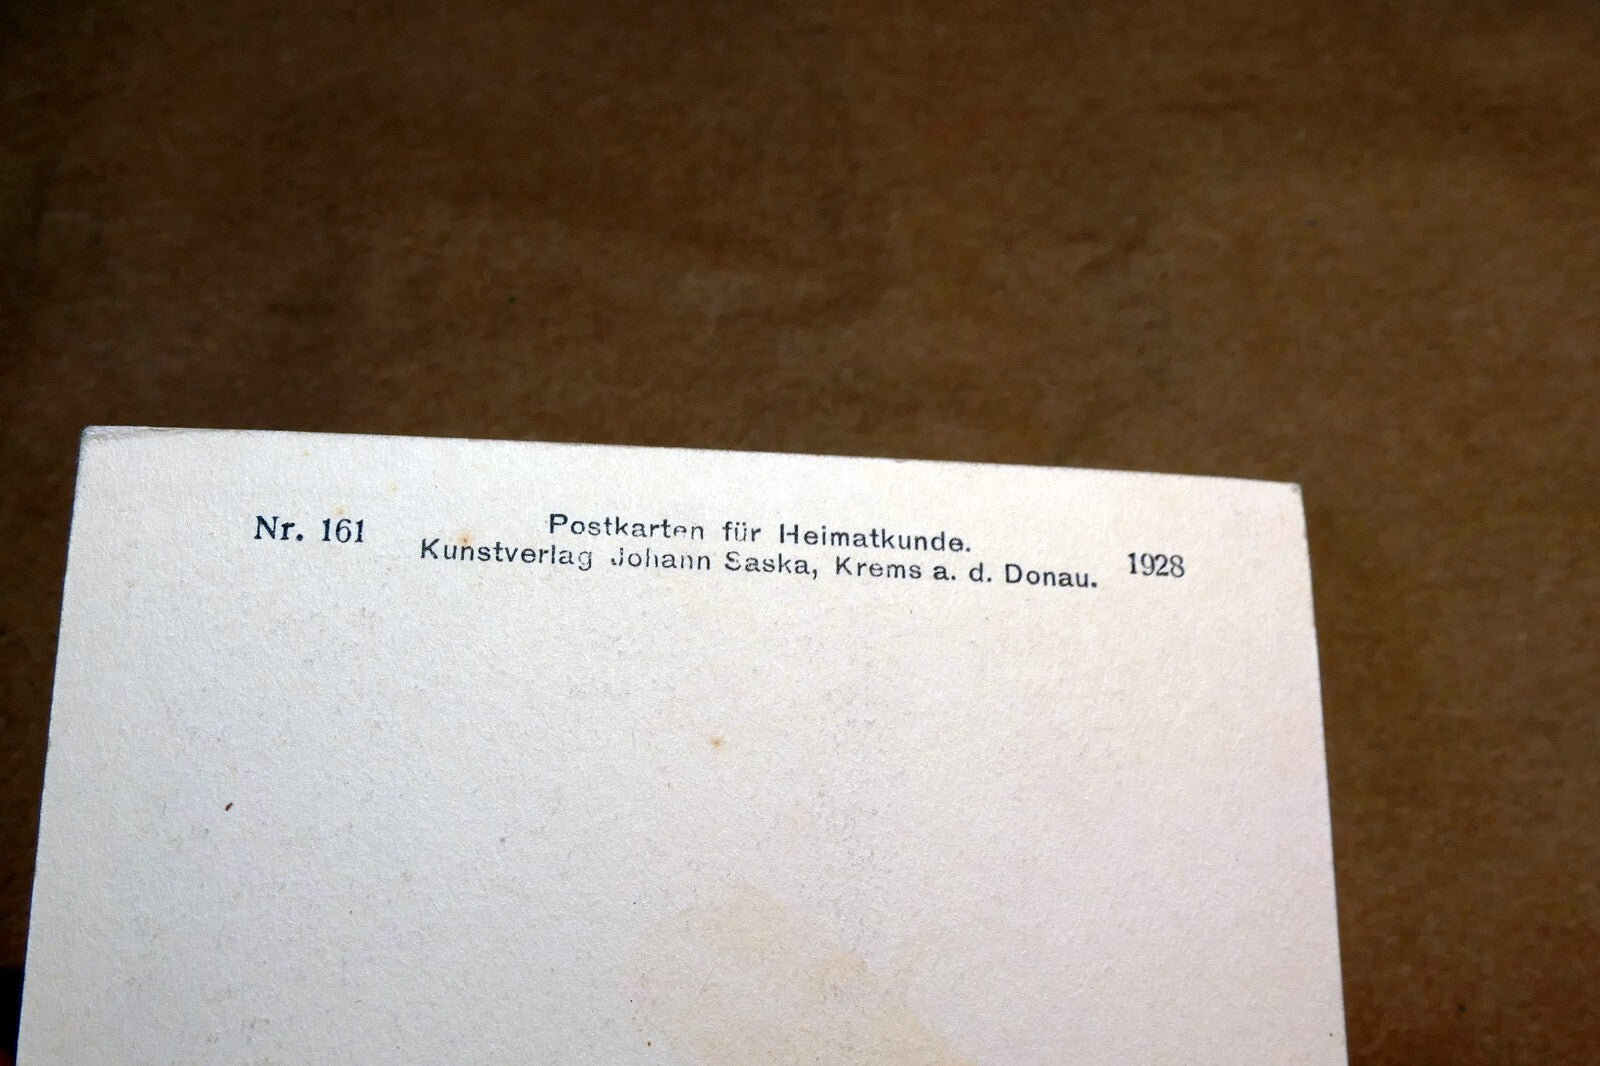 Nr. 161
Postkarten für Heimatkunde.
Kunstverlag Johann Saska, Krems a. d. Donau.
1928